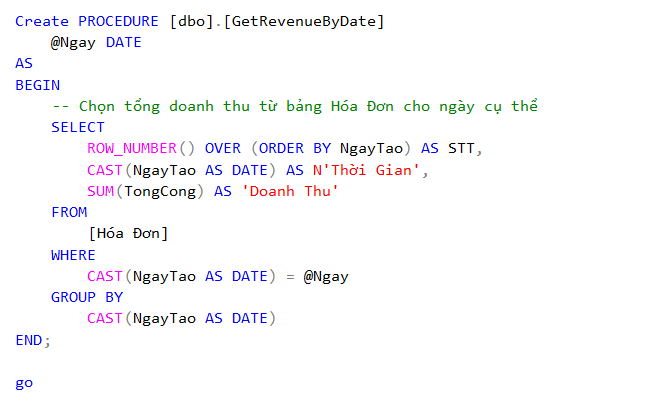 Create PROCEDURE [dbo].[GetRevenueByDate]
    @Ngay DATE
AS
BEGIN
    -- Chọn tổng doanh thu từ bảng Hóa Đơn cho ngày cụ thể
    SELECT
        ROW_NUMBER() OVER (ORDER BY NgayTao) AS STT,
        CAST(NgayTao AS DATE) AS N'Thời Gian',
        SUM(TongCong) AS 'Doanh Thu'
    FROM
        [Hóa Đơn]
    WHERE
        CAST(NgayTao AS DATE) = @Ngay
    GROUP BY
        CAST(NgayTao AS DATE)
END;
go